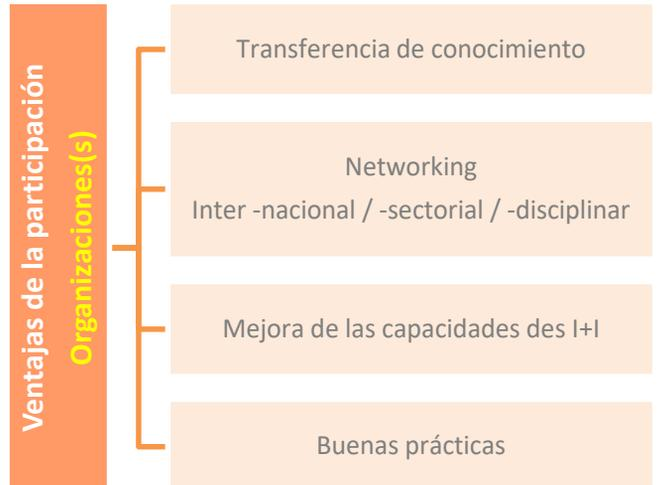 Ventajas de la participación
Organizaciones(s)
Transferencia de conocimiento
Networking
Inter -nacional / -sectorial / -disciplinar
Mejora de las capacidades des I+I
Buenas prácticas